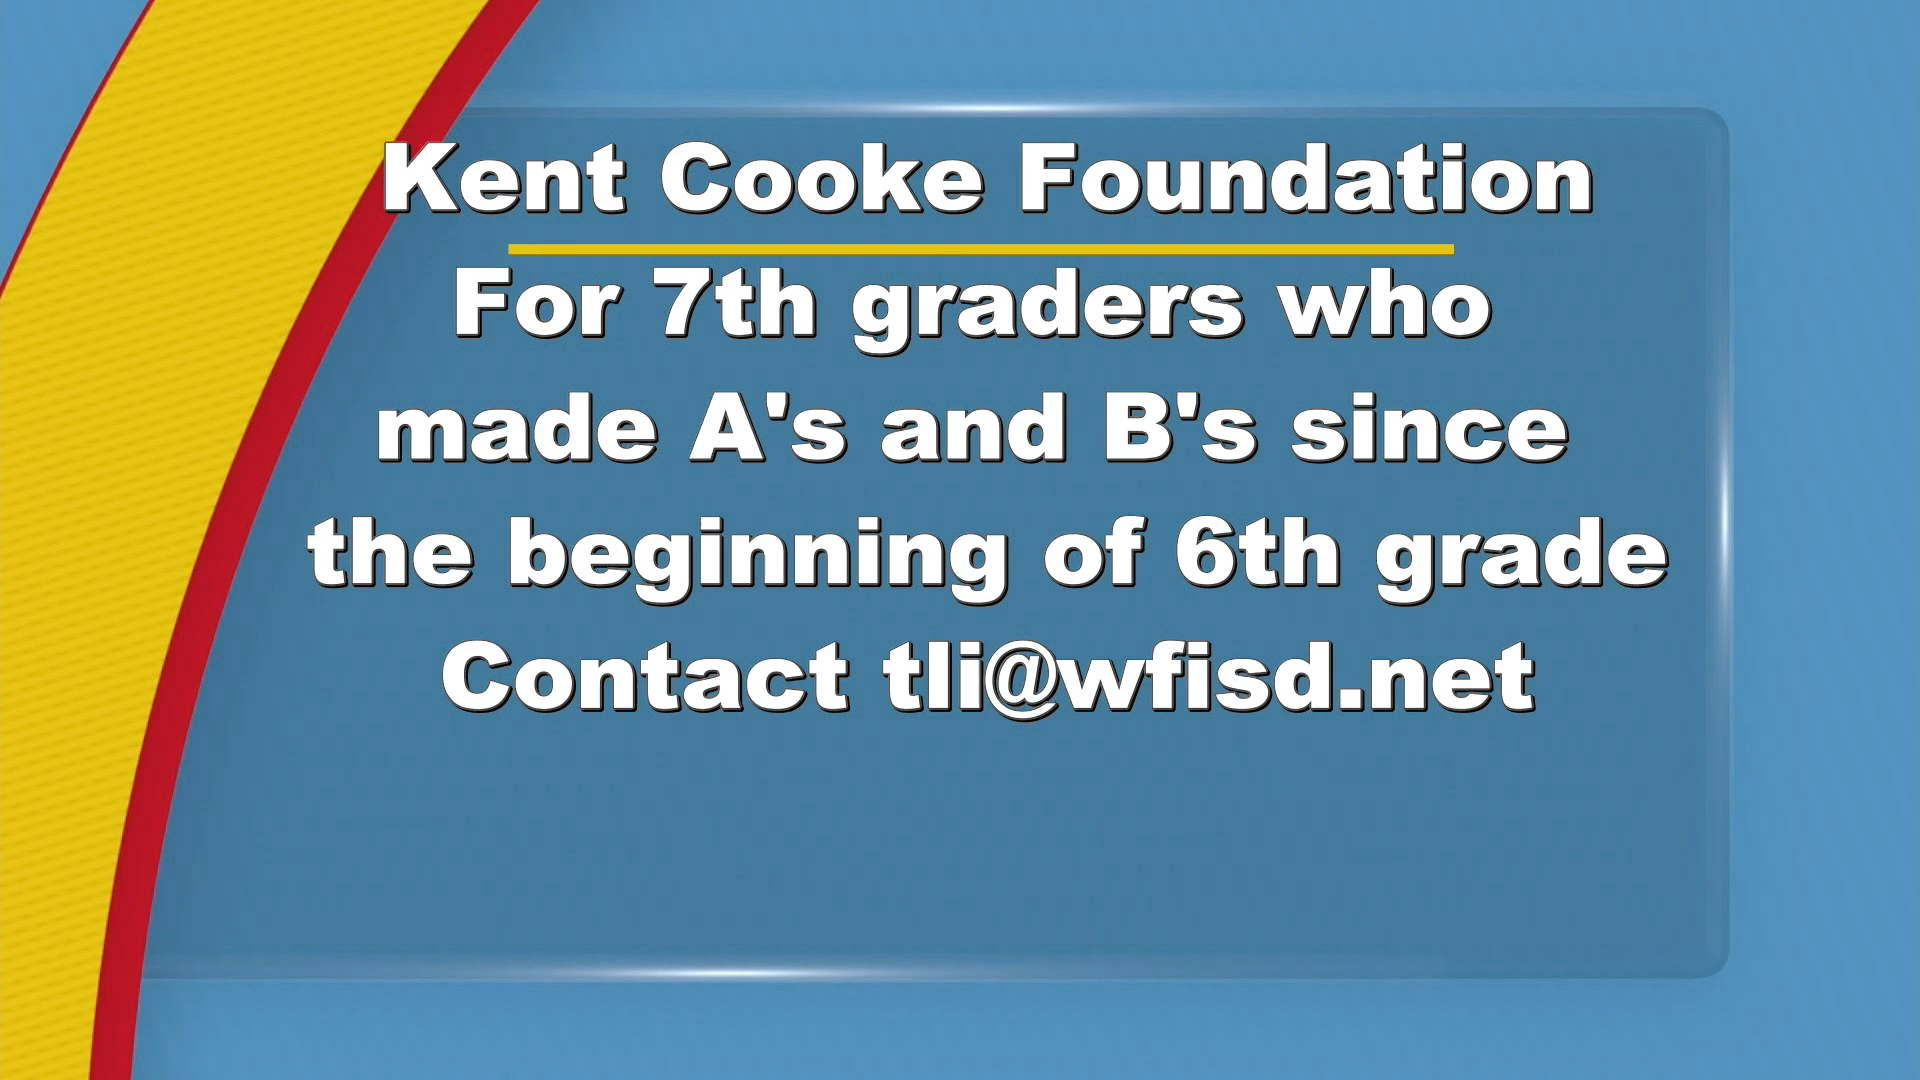 Kent Cooke Foundation
For 7th graders who
made A's and B's since
the beginning of 6th grade
Contact tli@wfisd.net